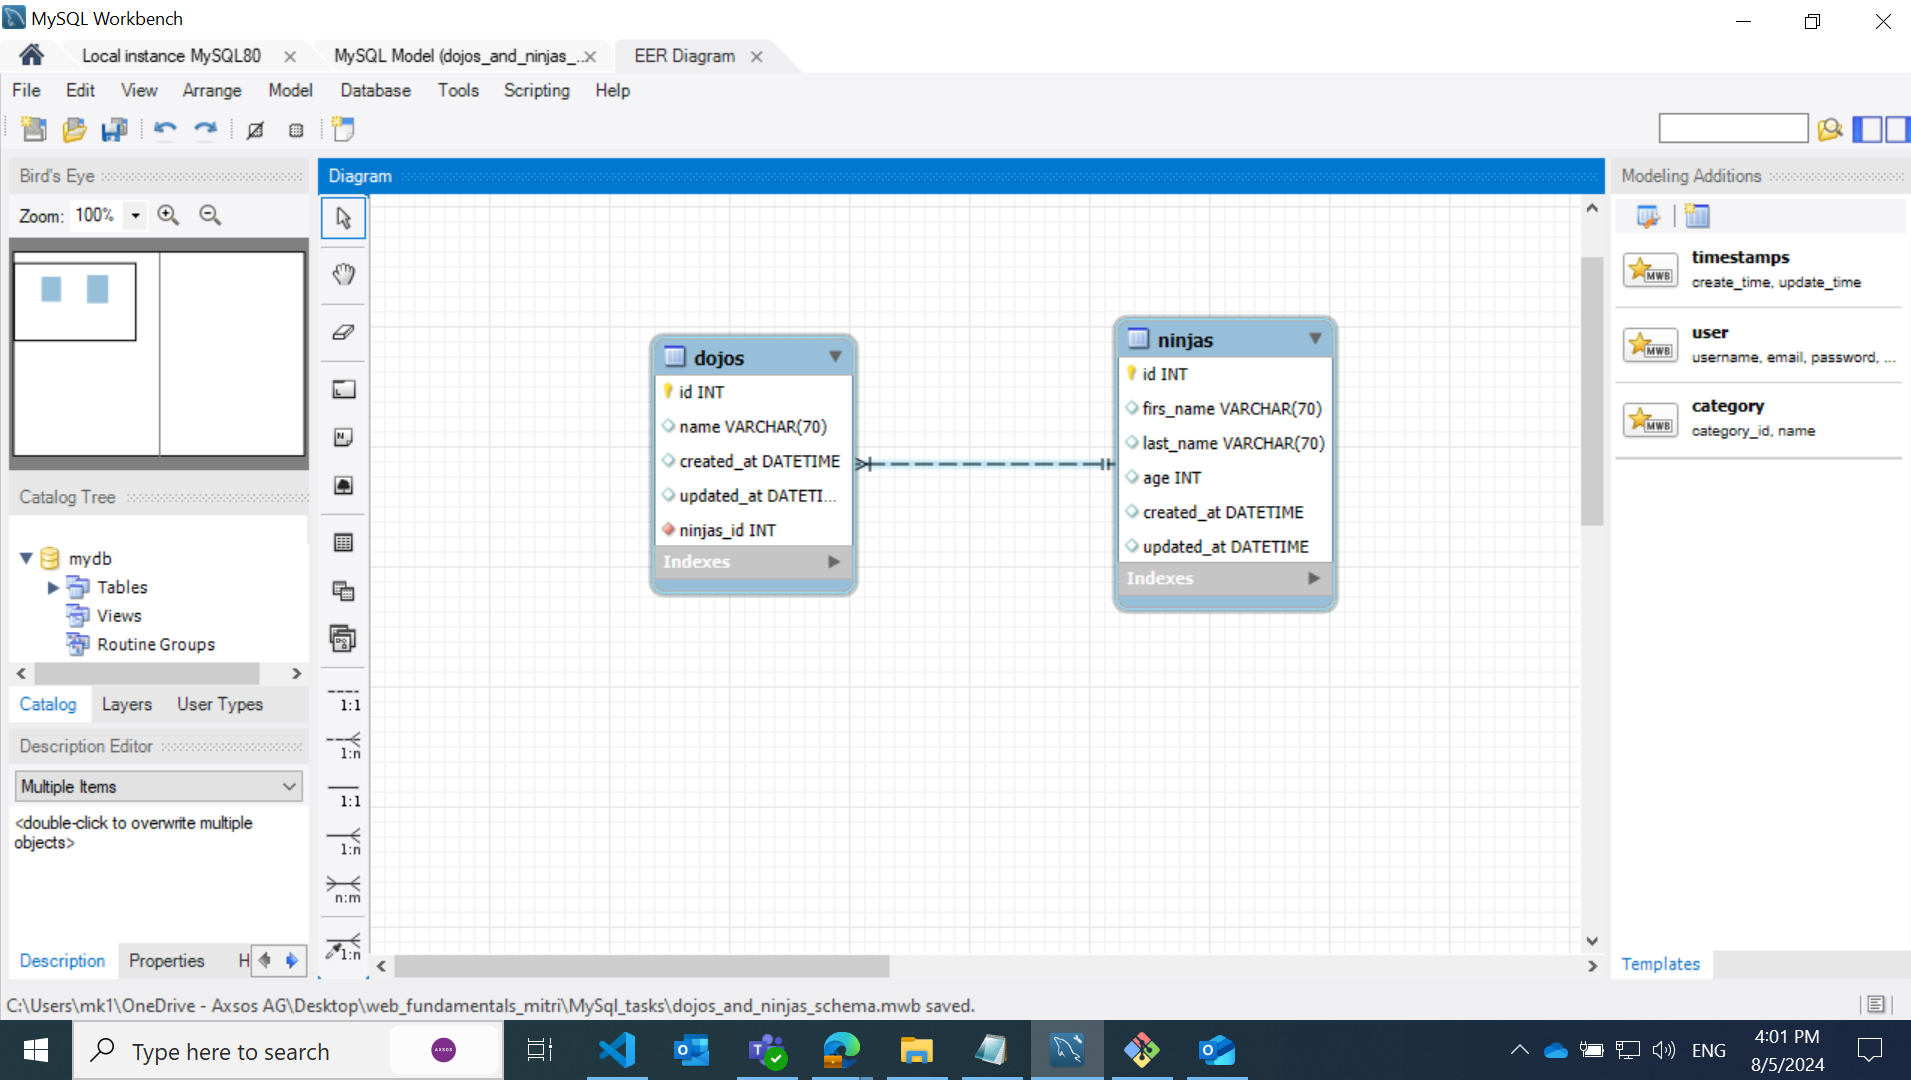 MySQL Workbench
Local instance MySQL80
MySQL Model (dojos_and_ninjas_...
EER Diagram
File Edit View Arrange Model Database Tools Scripting Help
Bird's Eye
Zoom: 100%
Diagram
Modeling Additions
timestamps
create_time, update_time
user
username, email, password, ...
category
category_id, name
Templates
dojos
id INT
name VARCHAR(70)
created_at DATETIME
updated_at DATETI...
ninjas_id INT
Indexes
ninjas
id INT
firs_name VARCHAR(70)
last_name VARCHAR(70)
age INT
created_at DATETIME
updated_at DATETIME
Indexes
1:1
1:n
1:1
1:n
n:m
1:n
Catalog Tree
mydb
Tables
Views
Routine Groups
Catalog Layers User Types
Description Editor
Multiple Items
<double-click to overwrite multiple
objects>
Description Properties H
C:\Users\mk1\OneDrive - Axsos AG\Desktop\web_fundamentals_mitri\MySql_tasks\dojos_and_ninjas_schema.mwb saved.
Type here to search
AXSOS
ENG
4:01 PM
8/5/2024